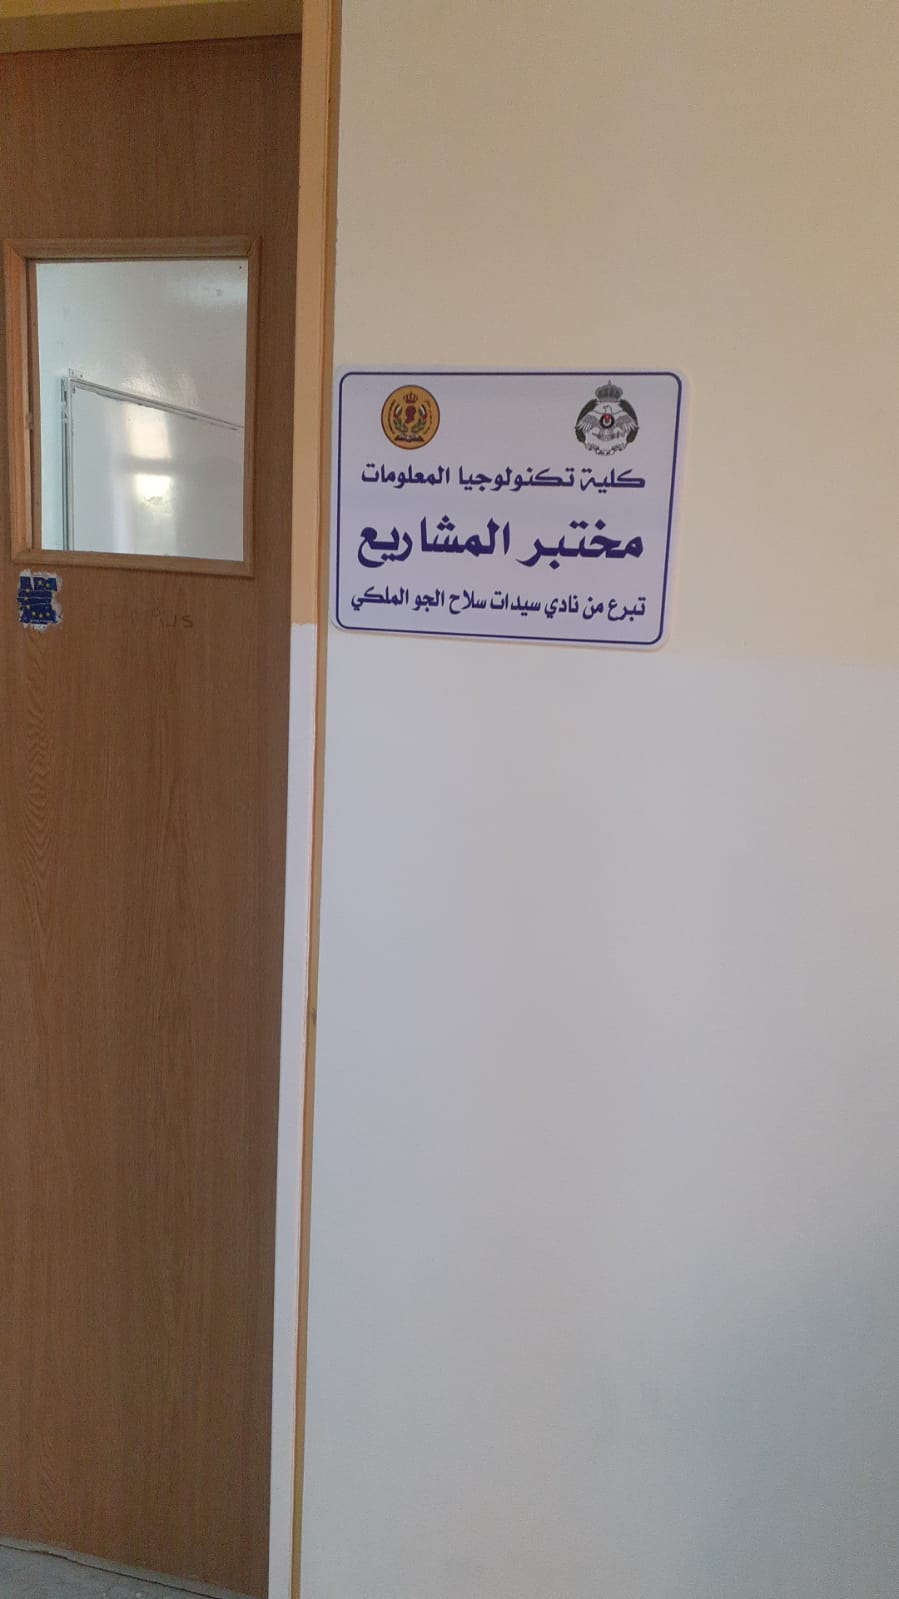 كلية تكنولوجيا المعلومات
مختبر المشاريع
تبرع من نادي سيدات سلاح الجو الملكي